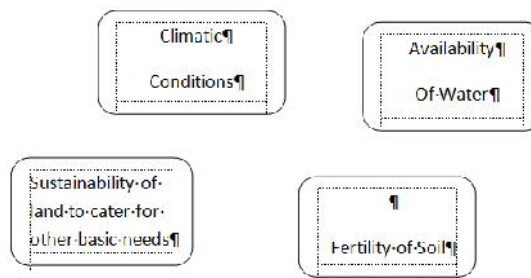 Climatic¶
Conditions¶
Availability¶
Of·Water¶
Sustainability·of·
land·to·cater·for·
other·basic·needs¶
¶
Fertility·of·Soil¶